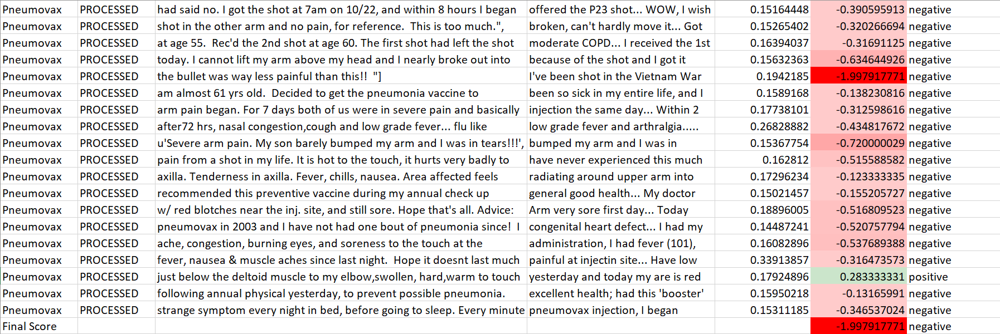 Pneumovax PROCESSED had said no. I got the shot at 7am on 10/22, and within 8 hours I began offered the P23 shot... WOW, I wish 0.15164448 -0.390595913 negative
Pneumovax PROCESSED shot in the other arm and no pain, for reference.  This is too much.", broken, can't hardly move it... Got 0.15265402 -0.320266694 negative
Pneumovax PROCESSED at age 55.  Rec'd the 2nd shot at age 60. The first shot had left the shot moderate COPD... I received the 1st 0.16394037 -0.31691125 negative
Pneumovax PROCESSED today. I cannot lift my arm above my head and I nearly broke out into because of the shot and I got it 0.15632363 -0.634644926 negative
Pneumovax PROCESSED the bullet was way less painful than this!!  "] I've been shot in the Vietnam War 0.1942185 -1.997917771 negative
Pneumovax PROCESSED am almost 61 yrs old.  Decided to get the pneumonia vaccine to been so sick in my entire life, and I 0.1589168 -0.138230816 negative
Pneumovax PROCESSED arm pain began. For 7 days both of us were in severe pain and basically injection the same day... Within 2 0.17738101 -0.312598616 negative
Pneumovax PROCESSED after72 hrs, nasal congestion,cough and low grade fever... flu like low grade fever and arthralgia..... 0.26828882 -0.434817672 negative
Pneumovax PROCESSED u'Severe arm pain. My son barely bumped my arm and I was in tears!!!', bumped my arm and I was in 0.15367754 -0.720000029 negative
Pneumovax PROCESSED pain from a shot in my life. It is hot to the touch, it hurts very badly to have never experienced this much 0.162812 -0.515588582 negative
Pneumovax PROCESSED axilla. Tenderness in axilla. Fever, chills, nausea. Area affected feels radiating around upper arm into 0.17296234 -0.123333335 negative
Pneumovax PROCESSED recommended this preventive vaccine during my annual check up general good health... My doctor 0.15021457 -0.155205727 negative
Pneumovax PROCESSED w/ red blotches near the inj. site, and still sore. Hope that's all. Advice: Arm very sore first day... Today 0.18896005 -0.516809523 negative
Pneumovax PROCESSED pneumovax in 2003 and I have not had one bout of pneumonia since!  I congenital heart defect... I had my 0.14487241 -0.520757794 negative
Pneumovax PROCESSED ache, congestion, burning eyes, and soreness to the touch at the administration, I had fever (101), 0.16082896 -0.537689388 negative
Pneumovax PROCESSED fever, nausea & muscle aches since last night.  Hope it doesnt last much painful at injectin site... Have low 0.33913857 -0.316473573 negative
Pneumovax PROCESSED just below the deltoid muscle to my elbow,swollen, hard,warm to touch yesterday and today my are is red 0.17924896 0.283333331 positive
Pneumovax PROCESSED following annual physical yesterday, to prevent possible pneumonia. excellent health; had this 'booster' 0.15950218 -0.13165991 negative
Pneumovax PROCESSED strange symptom every night in bed, before going to sleep. Every minute pneumovax injection, I began 0.15311185 -0.346537024 negative
Final Score -1.997917771 negative